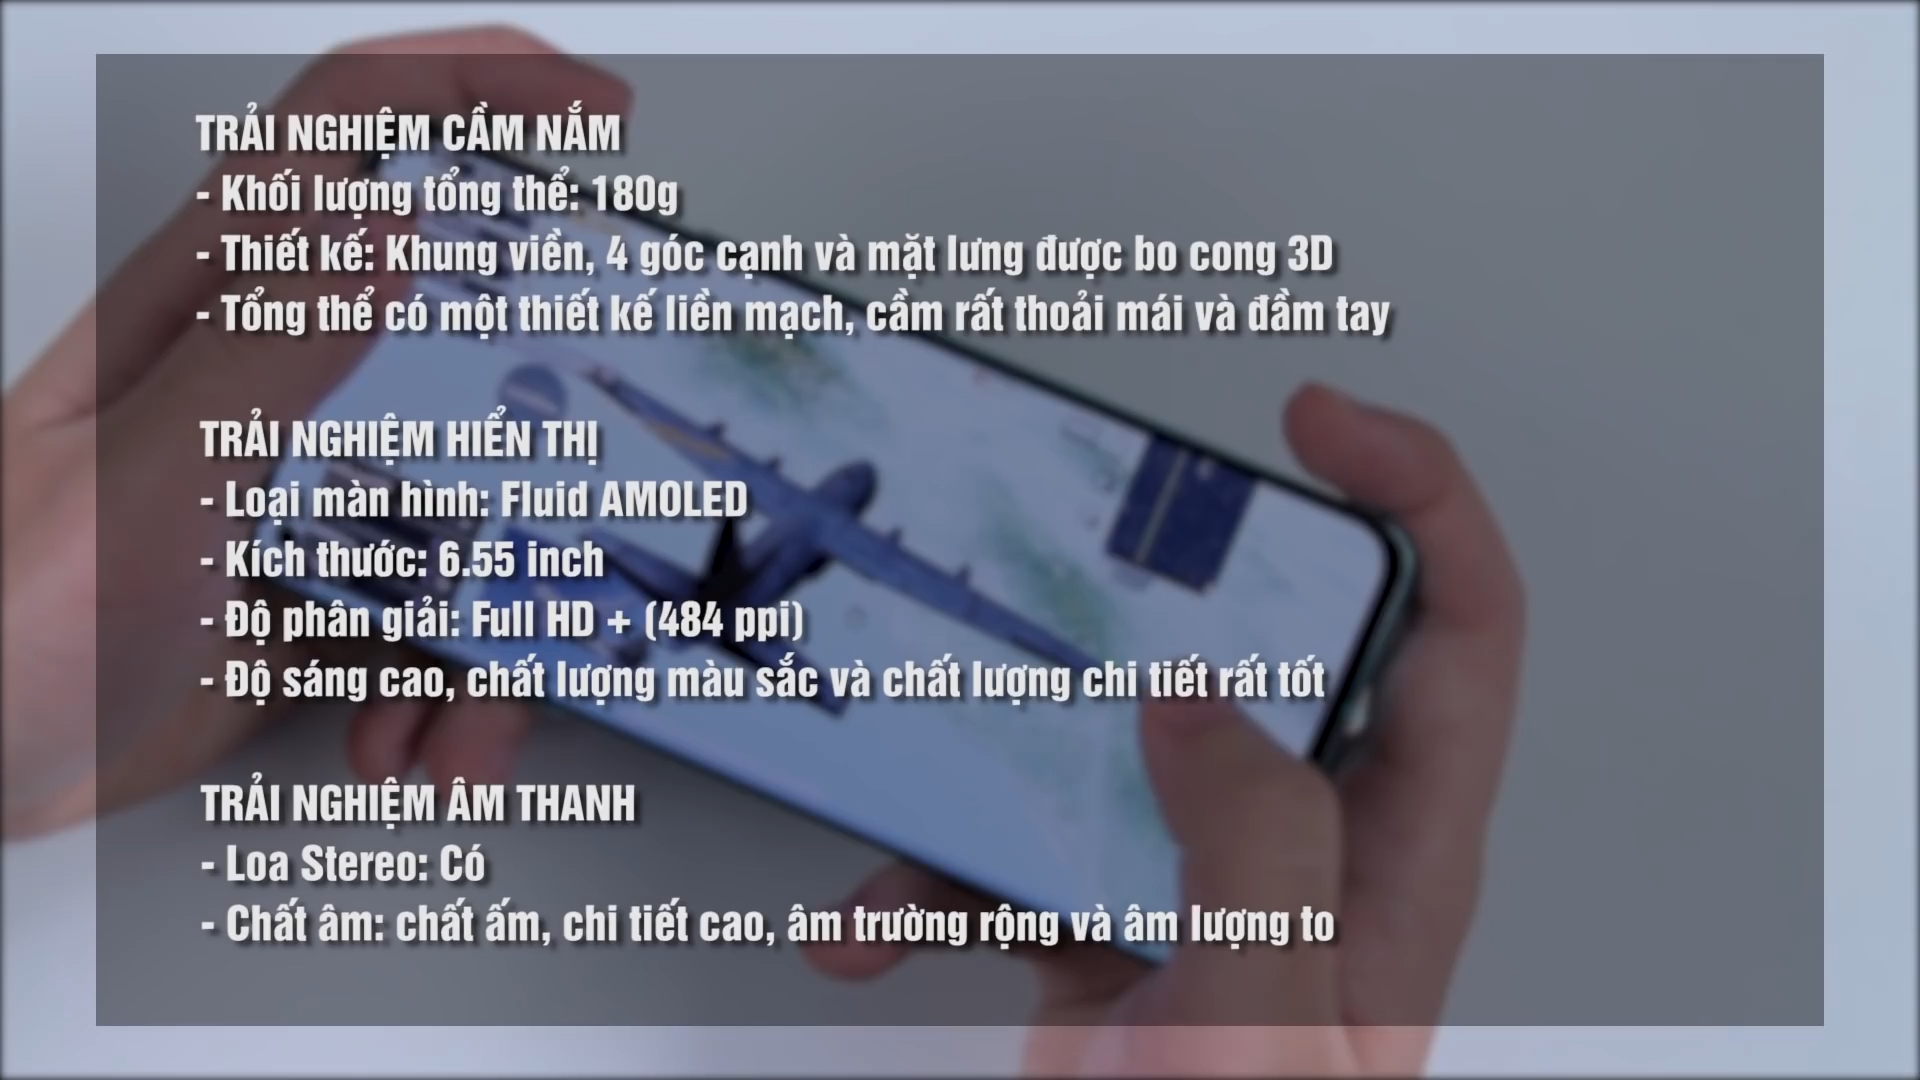 TRẢI NGHIỆM CẦM NẮM
- Khối lượng tổng thể: 180g
- Thiết kế: Khung viền, 4 góc cạnh và mặt lưng được bo cong 3D
- Tổng thể có một thiết kế liền mạch, cầm rất thoải mái và đầm tay
TRẢI NGHIỆM HIỂN THỊ
- Loại màn hình: Fluid AMOLED
- Kích thước: 6.55 inch
- Độ phân giải: Full HD + (484 ppi)
- Độ sáng cao, chất lượng màu sắc và chất lượng chi tiết rất tốt
TRẢI NGHIỆM ÂM THANH
- Loa Stereo: Có
- Chất âm: chất ấm, chi tiết cao, âm trường rộng và âm lượng to